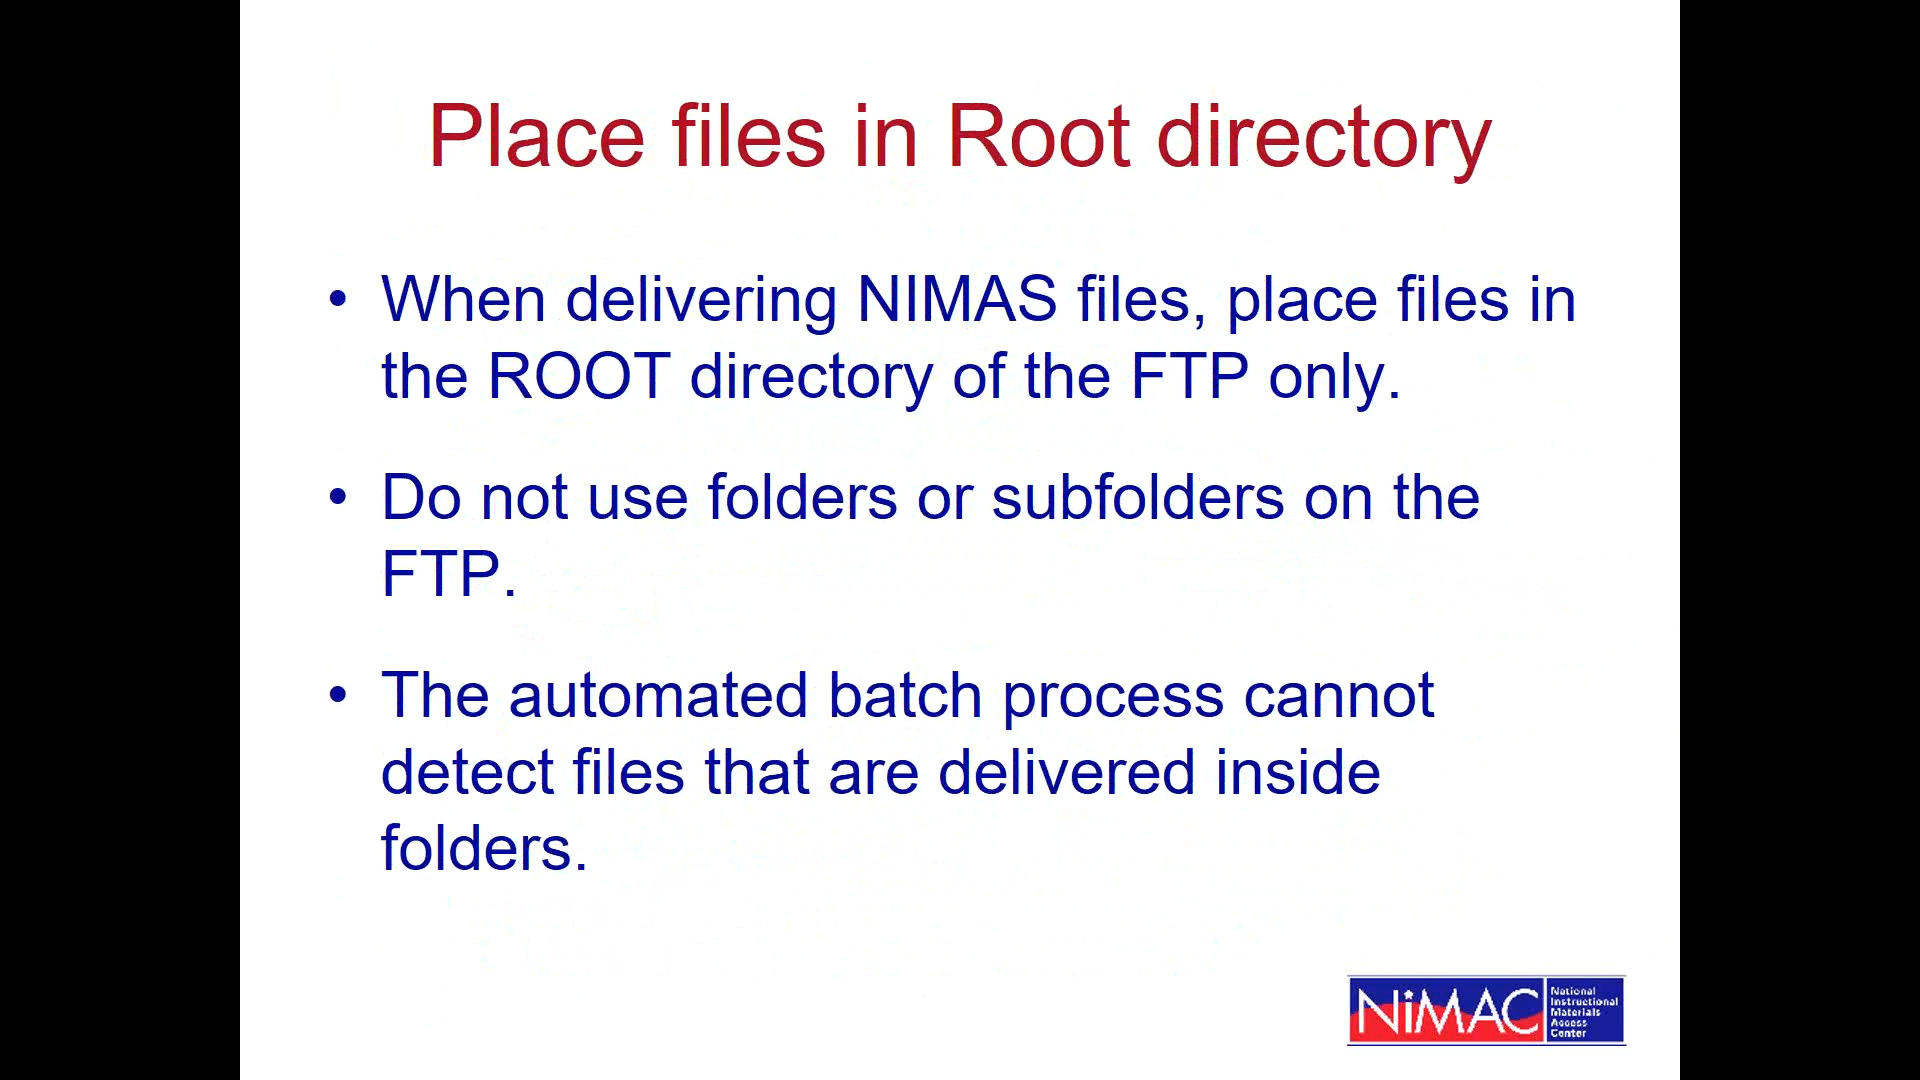 Place files in Root directory
• When delivering NIMAS files, place files in
the ROOT directory of the FTP only.
• Do not use folders or subfolders on the
FTP.
• The automated batch process cannot
detect files that are delivered inside
folders.
NiMAC
National
Instructional
Materials
Access
Center